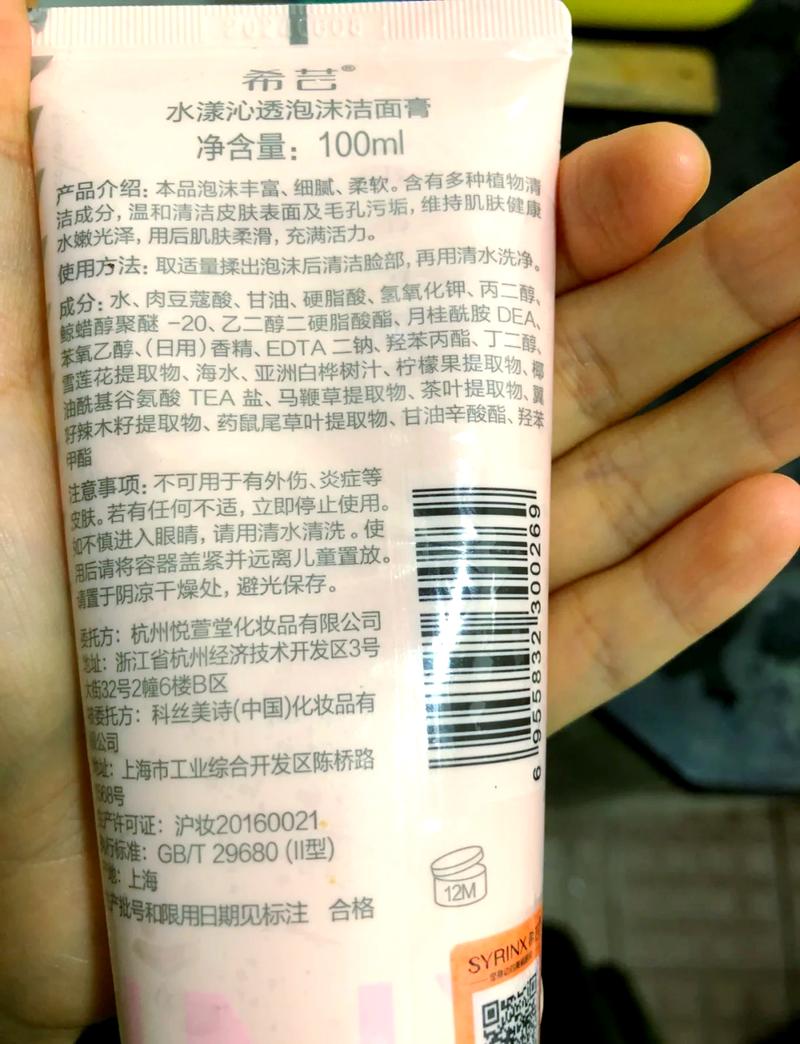 希芸®
水漾沁透泡沫洁面膏
净含量：100ml
产品介绍：本品泡沫丰富、细腻、柔软。含有多种植物清
洁成分，温和清洁皮肤表面及毛孔污垢，维持肌肤健康
水嫩光泽，用后肌肤柔滑，充满活力。
使用方法：取适量揉出泡沫后清洁脸部，再用清水洗净。
成分：水、肉豆蔻酸、甘油、硬脂酸、氢氧化钾、丙二醇、
鲸蜡醇聚醚 -20、乙二醇二硬脂酸酯、月桂酰胺 DEA、
苯氧乙醇、（日用）香精、EDTA 二钠、羟苯丙酯、丁二醇、
雪莲花提取物、海水、亚洲白桦树汁、柠檬果提取物、椰
油酰基谷氨酸 TEA 盐、马鞭草提取物、茶叶提取物、翼
籽辣木籽提取物、药鼠尾草叶提取物、甘油辛酸酯、羟苯
甲酯
注意事项：不可用于有外伤、炎症等
皮肤。若有任何不适，立即停止使用。
如不慎进入眼睛，请用清水清洗。使
用后请将容器盖紧并远离儿童置放。
请置于阴凉干燥处，避光保存。
委托方：杭州悦萱堂化妆品有限公司
地址：浙江省杭州经济技术开发区3号
大街32号2幢6楼B区
被委托方：科丝美诗(中国)化妆品有
限公司
地址：上海市工业综合开发区陈桥路
568号
生产许可证：沪妆20160021
执行标准：GB/T 29680 (II型)
产地：上海
生产批号和限用日期见标注 合格
6 955832 300269
12M
SYRINX